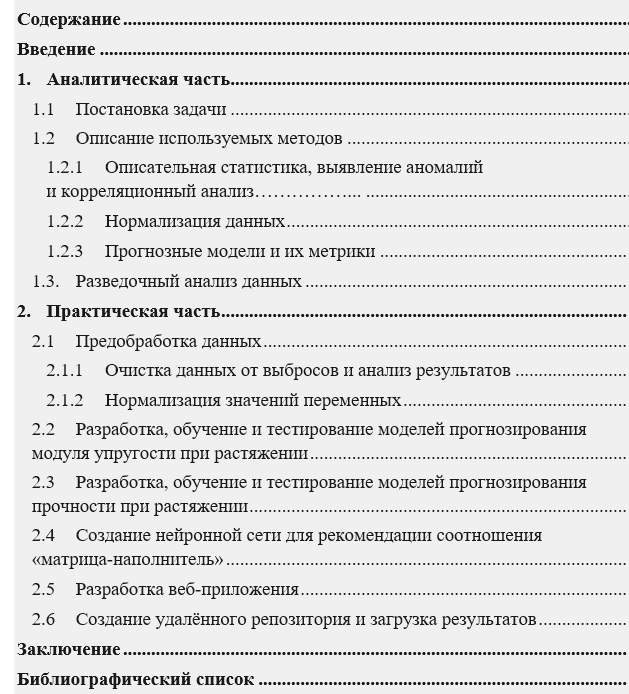 Содержание
Введение
1. Аналитическая часть
1.1 Постановка задачи
1.2 Описание используемых методов
1.2.1 Описательная статистика, выявление аномалий
и корреляционный анализ
1.2.2 Нормализация данных
1.2.3 Прогнозные модели и их метрики
1.3. Разведочный анализ данных
2. Практическая часть
2.1 Предобработка данных
2.1.1 Очистка данных от выбросов и анализ результатов
2.1.2 Нормализация значений переменных
2.2 Разработка, обучение и тестирование моделей прогнозирования
модуля упругости при растяжении
2.3 Разработка, обучение и тестирование моделей прогнозирования
прочности при растяжении
2.4 Создание нейронной сети для рекомендации соотношения
«матрица-наполнитель»
2.5 Разработка веб-приложения
2.6 Создание удалённого репозитория и загрузка результатов
Заключение
Библиографический список